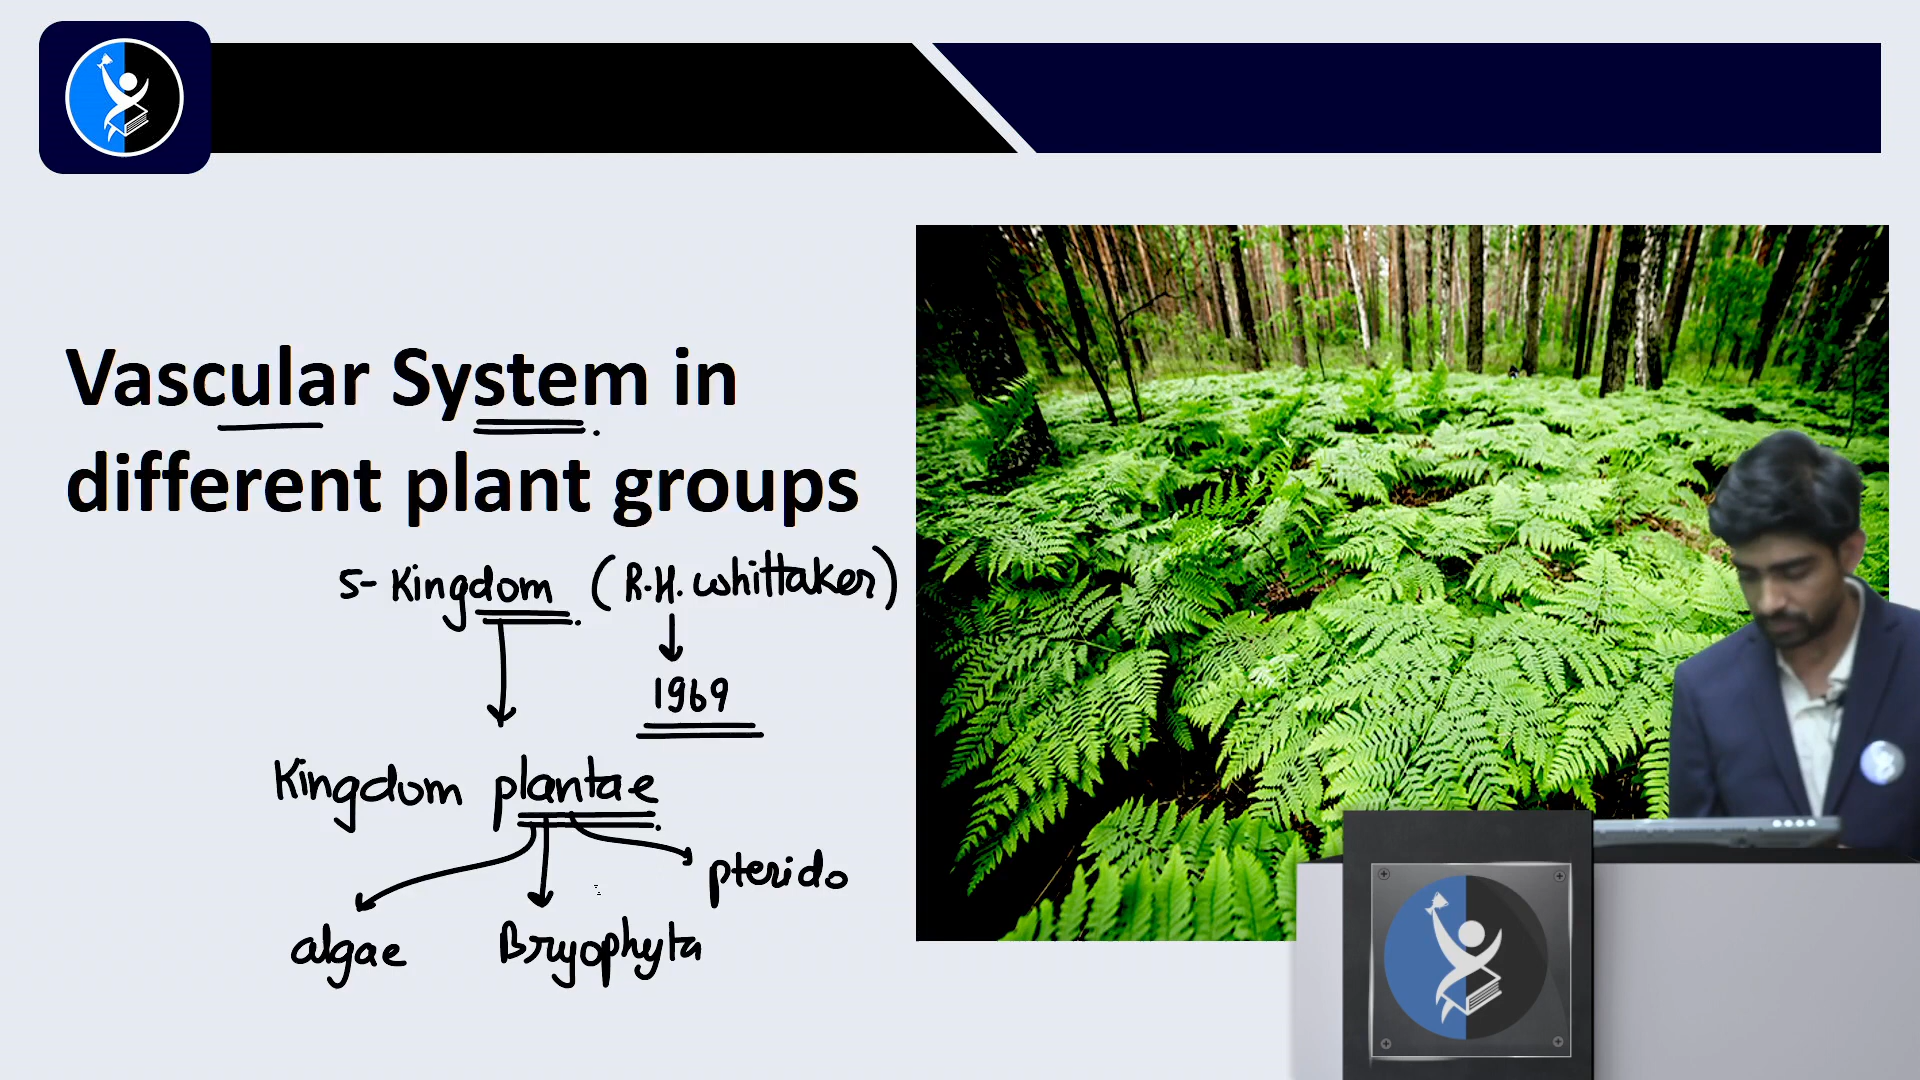 Vascular System in
different plant groups
5- Kingdom (R.H. Whittaker)
1969
Kingdom plantae
pterido
algae Bryophyta